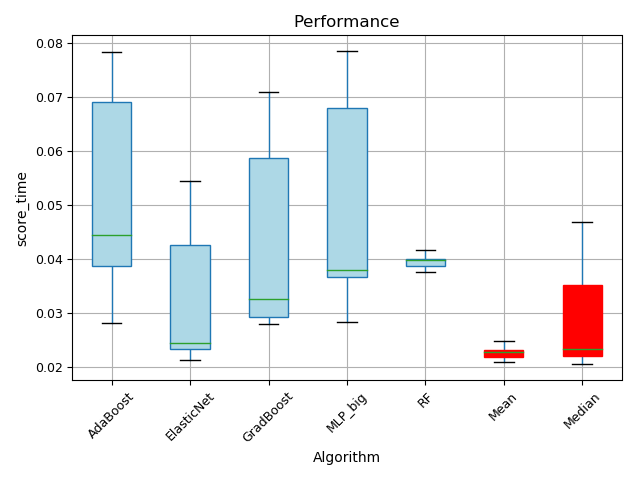 Performance
score_time
0.08
0.07
0.06
0.05
0.04
0.03
0.02
AdaBoost
ElasticNet
GradBoost
MLP_big
RF
Mean
Median
Algorithm